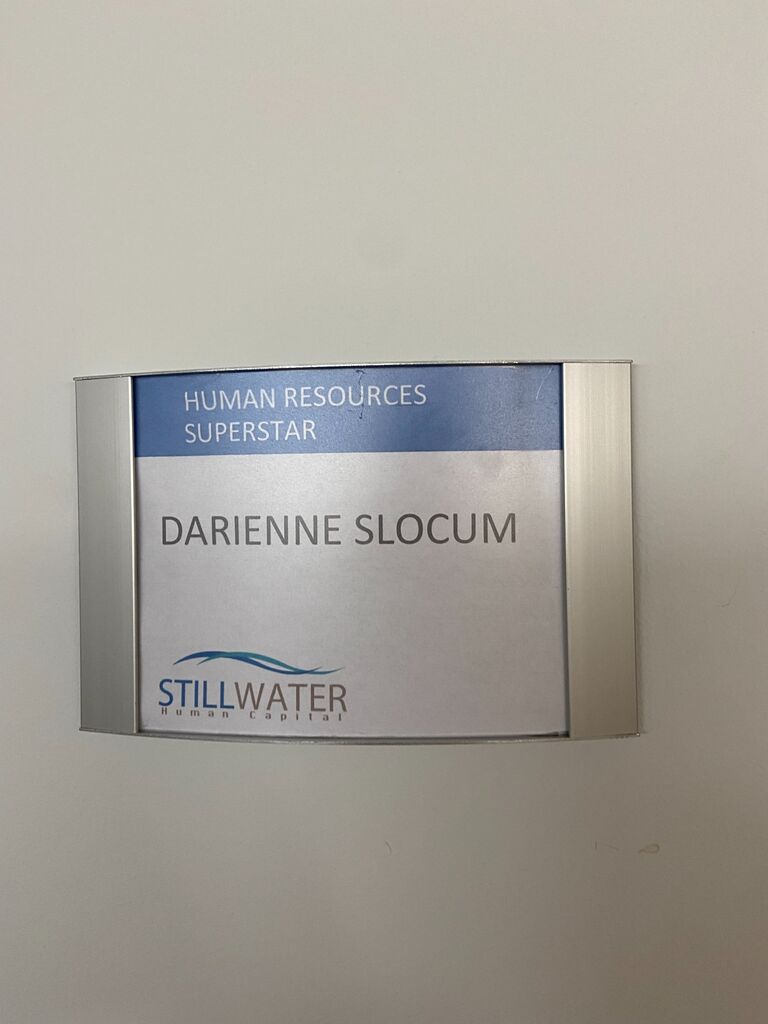 HUMAN RESOURCES
SUPERSTAR
DARIENNE SLOCUM
STILLWATER
Human Capital